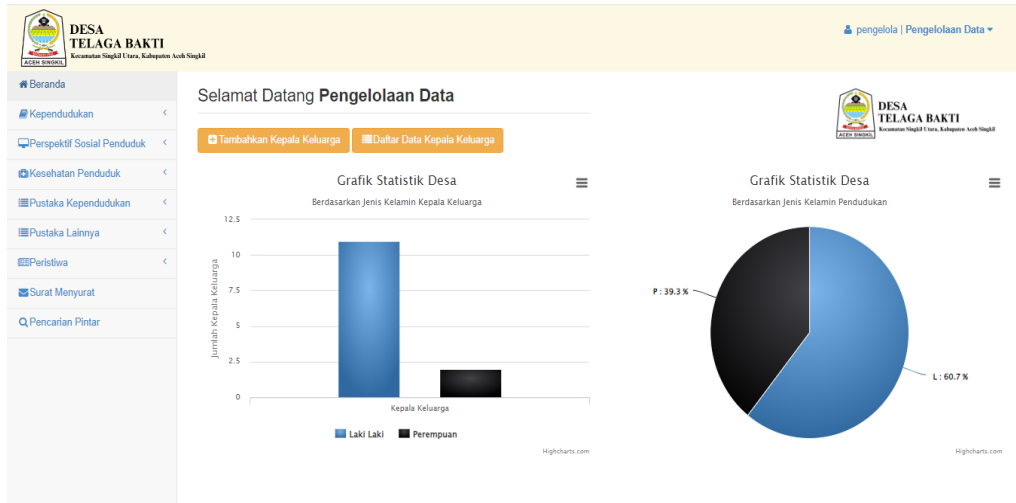 DESA
TELAGA BAKTI
Kecamatan Singkil Utara, Kabupaten Aceh Singkil
ACEH SINGKIL
pengelola | Pengelolaan Data
Beranda
Kependudukan
Perspektif Sosial Penduduk
Kesehatan Penduduk
Pustaka Kependudukan
Pustaka Lainnya
Peristiwa
Surat Menyurat
Pencarian Pintar
Selamat Datang Pengelolaan Data
DESA
TELAGA BAKTI
Kecamatan Singkil Utara, Kabupaten Aceh Singkil
ACEH SINGKIL
Tambahkan Kepala Keluarga
Daftar Data Kepala Keluarga
Grafik Statistik Desa
Berdasarkan Jenis Kelamin Kepala Keluarga
Jumlah Kepala Keluarga
12.5
10
7.5
5
2.5
0
Kepala Keluarga
Laki Laki Perempuan
Highcharts.com
Grafik Statistik Desa
Berdasarkan Jenis Kelamin Pendudukan
P : 39.3 %
L : 60.7 %
Highcharts.com